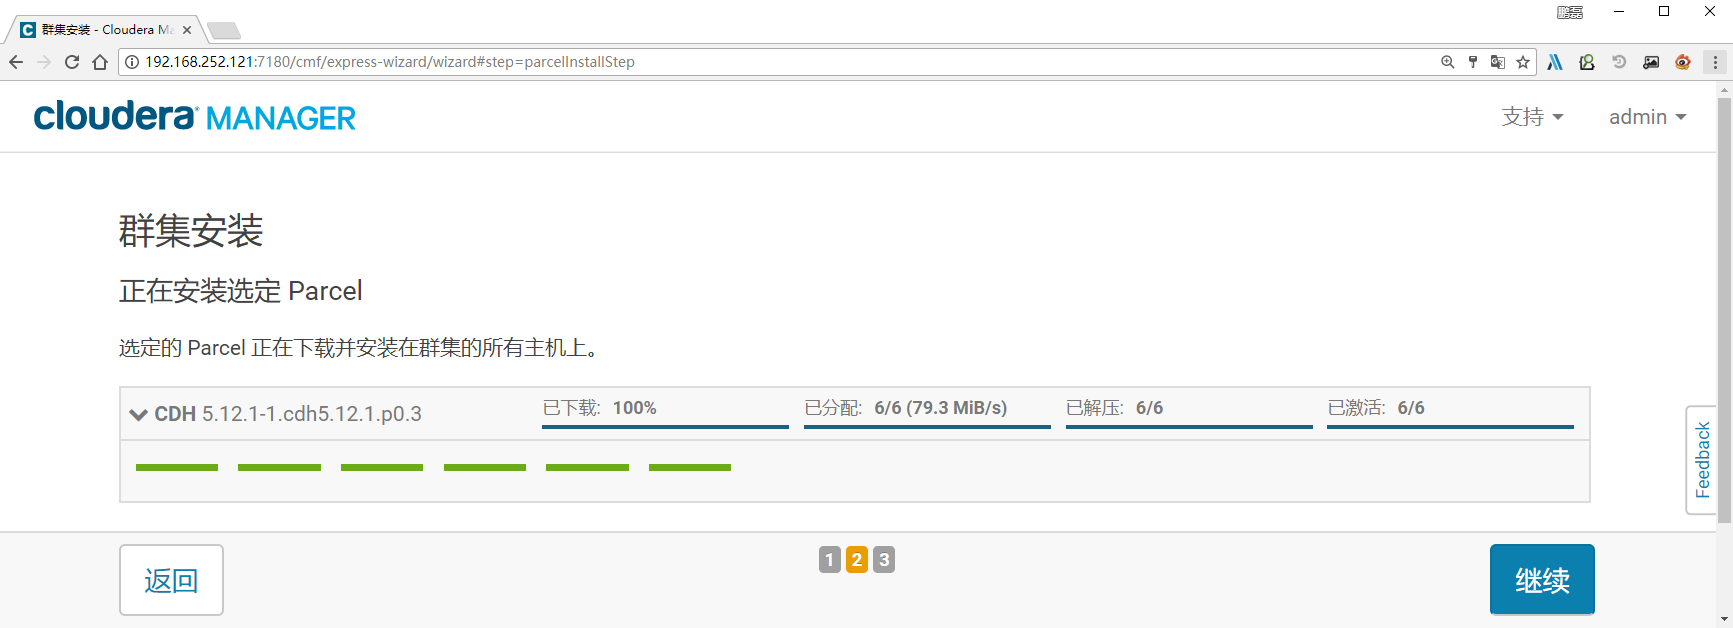 鹏磊
群集安装 - Cloudera Ma
192.168.252.121:7180/cmf/express-wizard/wizard#step=parcelInstallStep
cloudera MANAGER
支持
admin
群集安装
正在安装选定 Parcel
选定的 Parcel 正在下载并安装在群集的所有主机上。
CDH 5.12.1-1.cdh5.12.1.p0.3
已下载: 100%
已分配: 6/6 (79.3 MiB/s)
已解压: 6/6
已激活: 6/6
Feedback
返回
1 2 3
继续